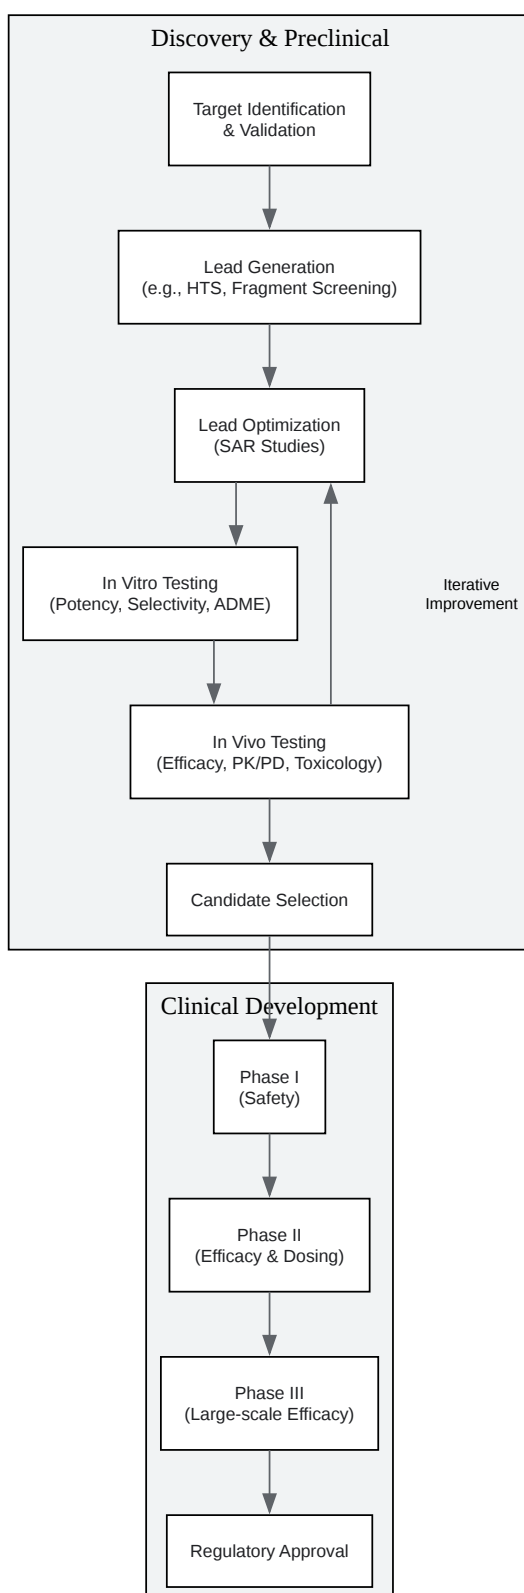 Discovery & Preclinical
Target Identification
& Validation
Lead Generation
(e.g., HTS, Fragment Screening)
Lead Optimization
(SAR Studies)
In Vitro Testing
(Potency, Selectivity, ADME)
Iterative
Improvement
In Vivo Testing
(Efficacy, PK/PD, Toxicology)
Candidate Selection
Clinical Development
Phase I
(Safety)
Phase II
(Efficacy & Dosing)
Phase III
(Large-scale Efficacy)
Regulatory Approval